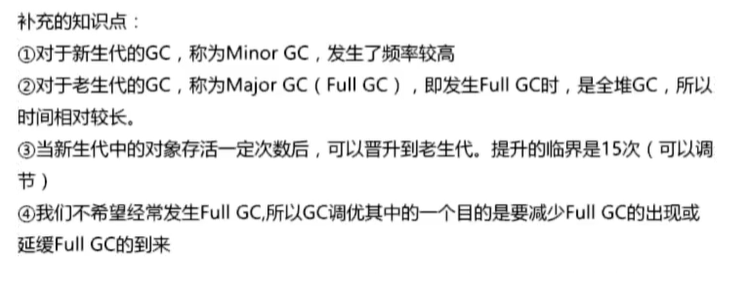 补充的知识点：
①对于新生代的GC，称为Minor GC，发生了频率较高
②对于老生代的GC，称为Major GC（Full GC），即发生Full GC时，是全堆GC，所以
时间相对较长。
③当新生代中的对象存活一定次数后，可以晋升到老生代。提升的临界是15次（可以调
节）
④我们不希望经常发生Full GC,所以GC调优其中的一个目的是要减少Full GC的出现或
延缓Full GC的到来